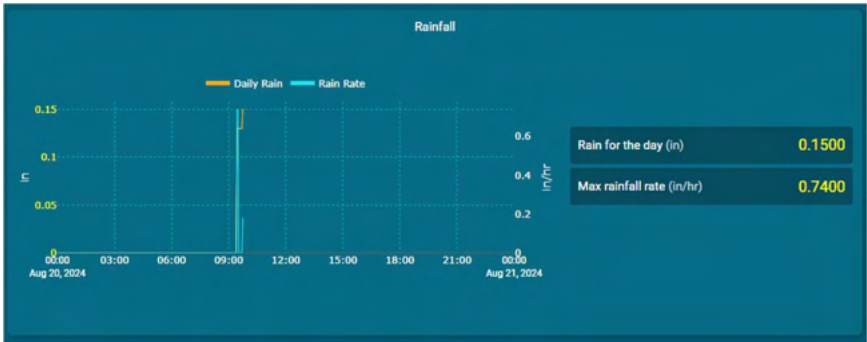 Rainfall
Daily Rain Rain Rate
0.15
0.1
0.05
0
in
0.6
0.4
0.2
0
in/hr
00:00 03:00 06:00 09:00 12:00 15:00 18:00 21:00 00:00
Aug 20, 2024 Aug 21, 2024
Rain for the day (in) 0.1500
Max rainfall rate (in/hr) 0.7400